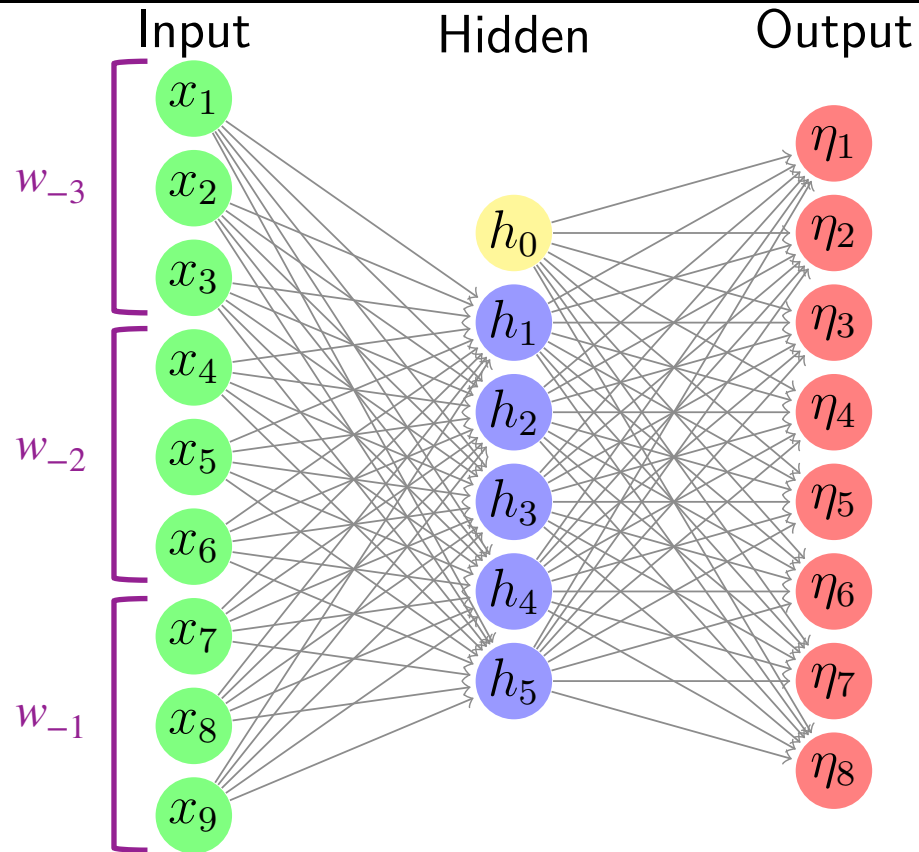 Input Hidden Output
x₁
x₂
x₃
x₄
x₅
x₆
x₇
x₈
x₉
w₋₃
w₋₂
w₋₁
h₀
h₁
h₂
h₃
h₄
h₅
η₁
η₂
η₃
η₄
η₅
η₆
η₇
η₈